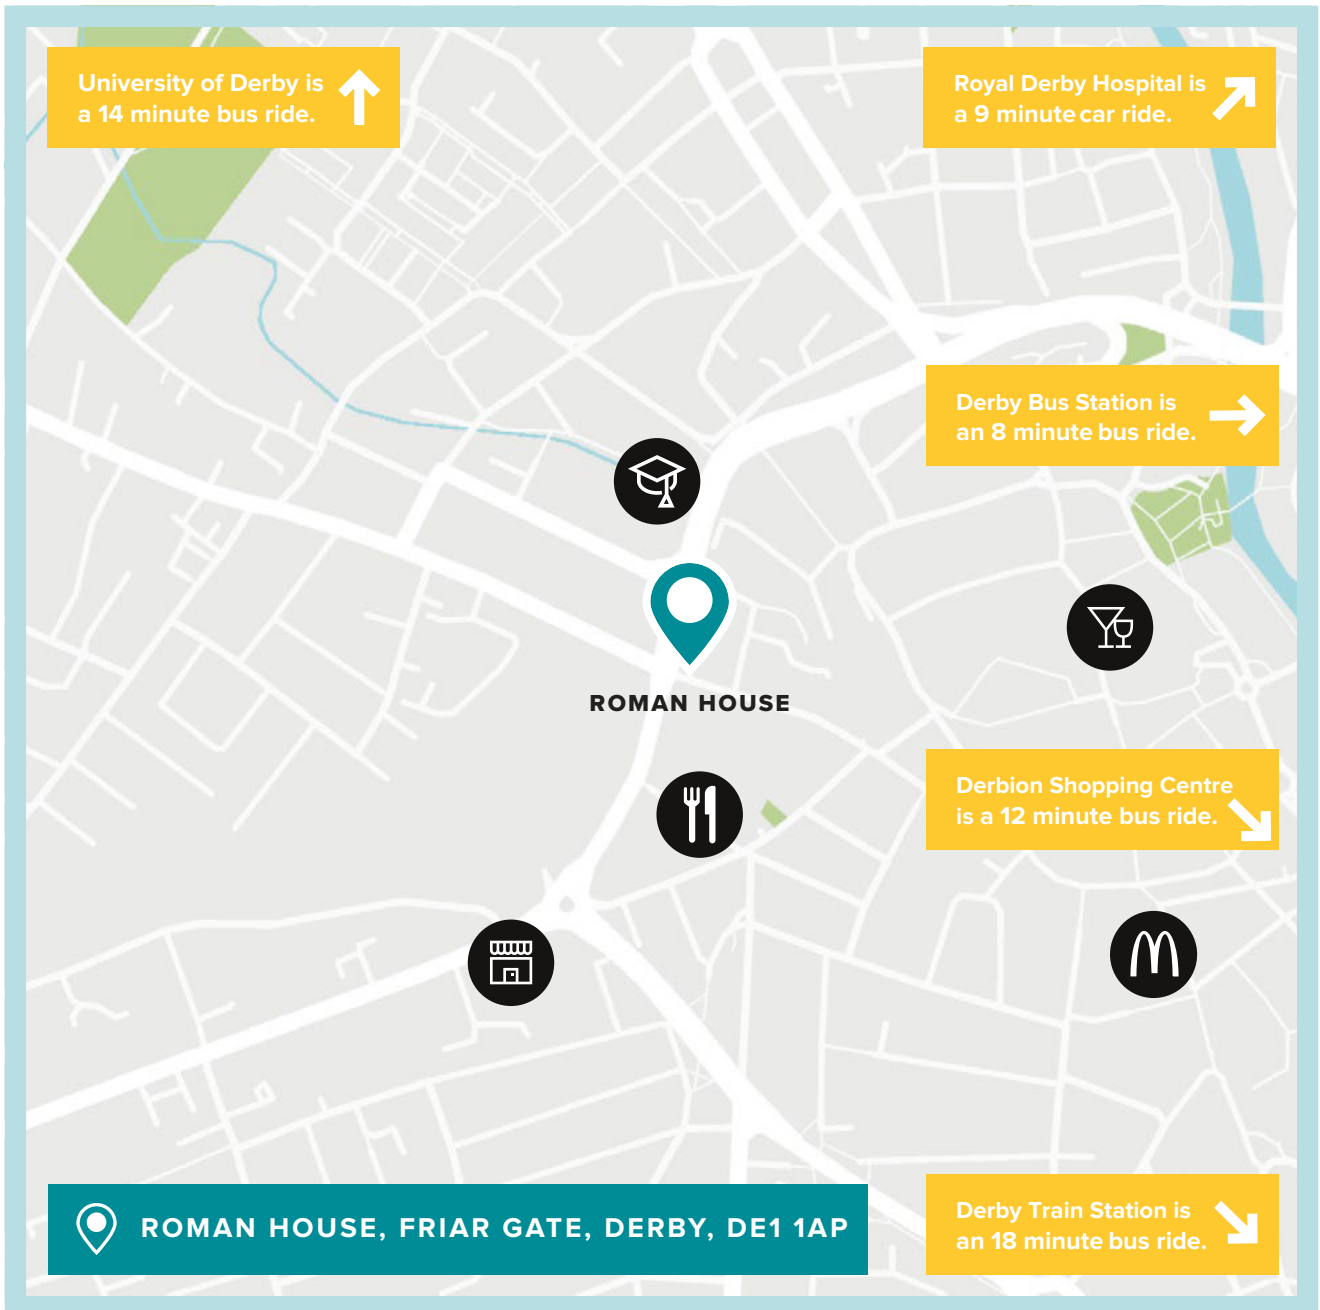 University of Derby is
a 14 minute bus ride.
Royal Derby Hospital is
a 9 minute car ride.
Derby Bus Station is
an 8 minute bus ride.
ROMAN HOUSE
Derbion Shopping Centre
is a 12 minute bus ride.
Derby Train Station is
an 18 minute bus ride.
ROMAN HOUSE, FRIAR GATE, DERBY, DE1 1AP